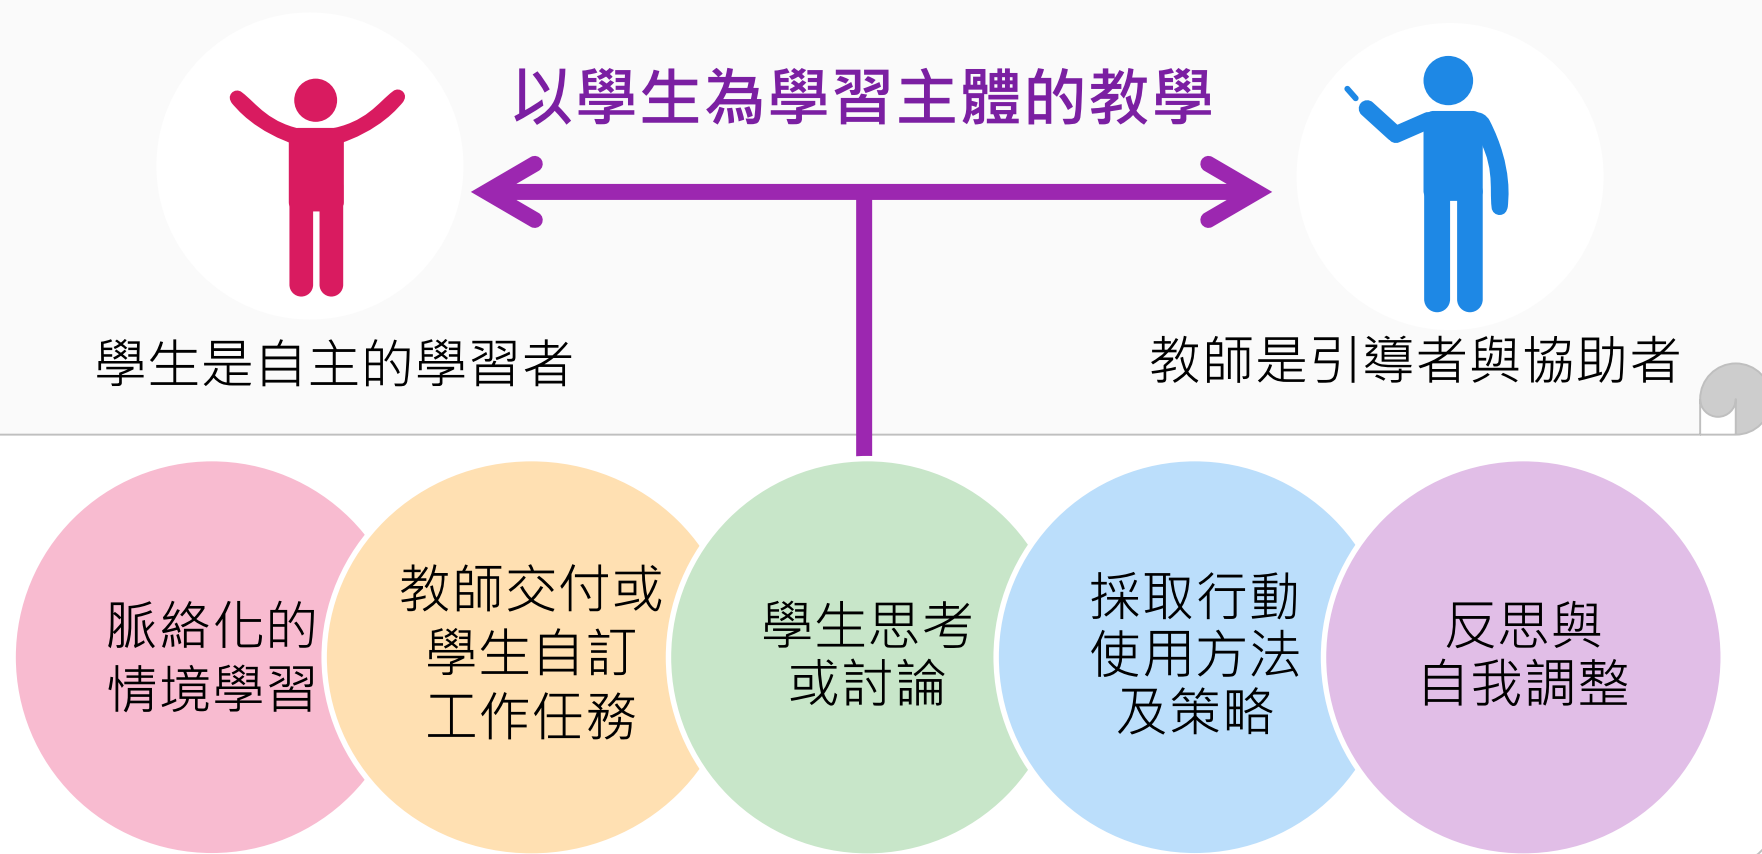 以學生為學習主體的教學
學生是自主的學習者
教師是引導者與協助者
脈絡化的
情境學習
教師交付或
學生自訂
工作任務
學生思考
或討論
採取行動
使用方法
及策略
反思與
自我調整